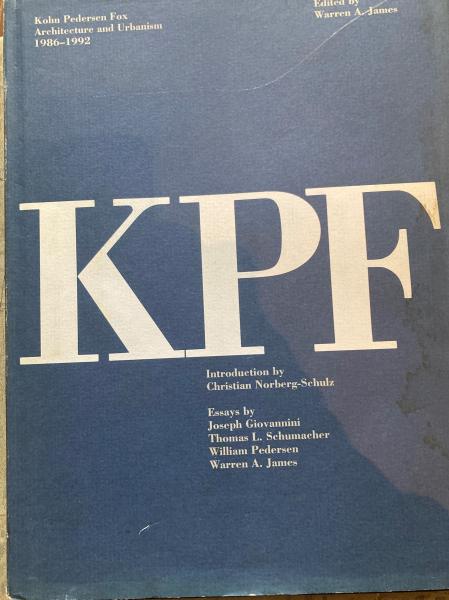 Kohn Pedersen Fox
Architecture and Urbanism
1986–1992
Edited by
Warren A. James
KPF
Introduction by
Christian Norberg-Schulz
Essays by
Joseph Giovannini
Thomas L. Schumacher
William Pedersen
Warren A. James